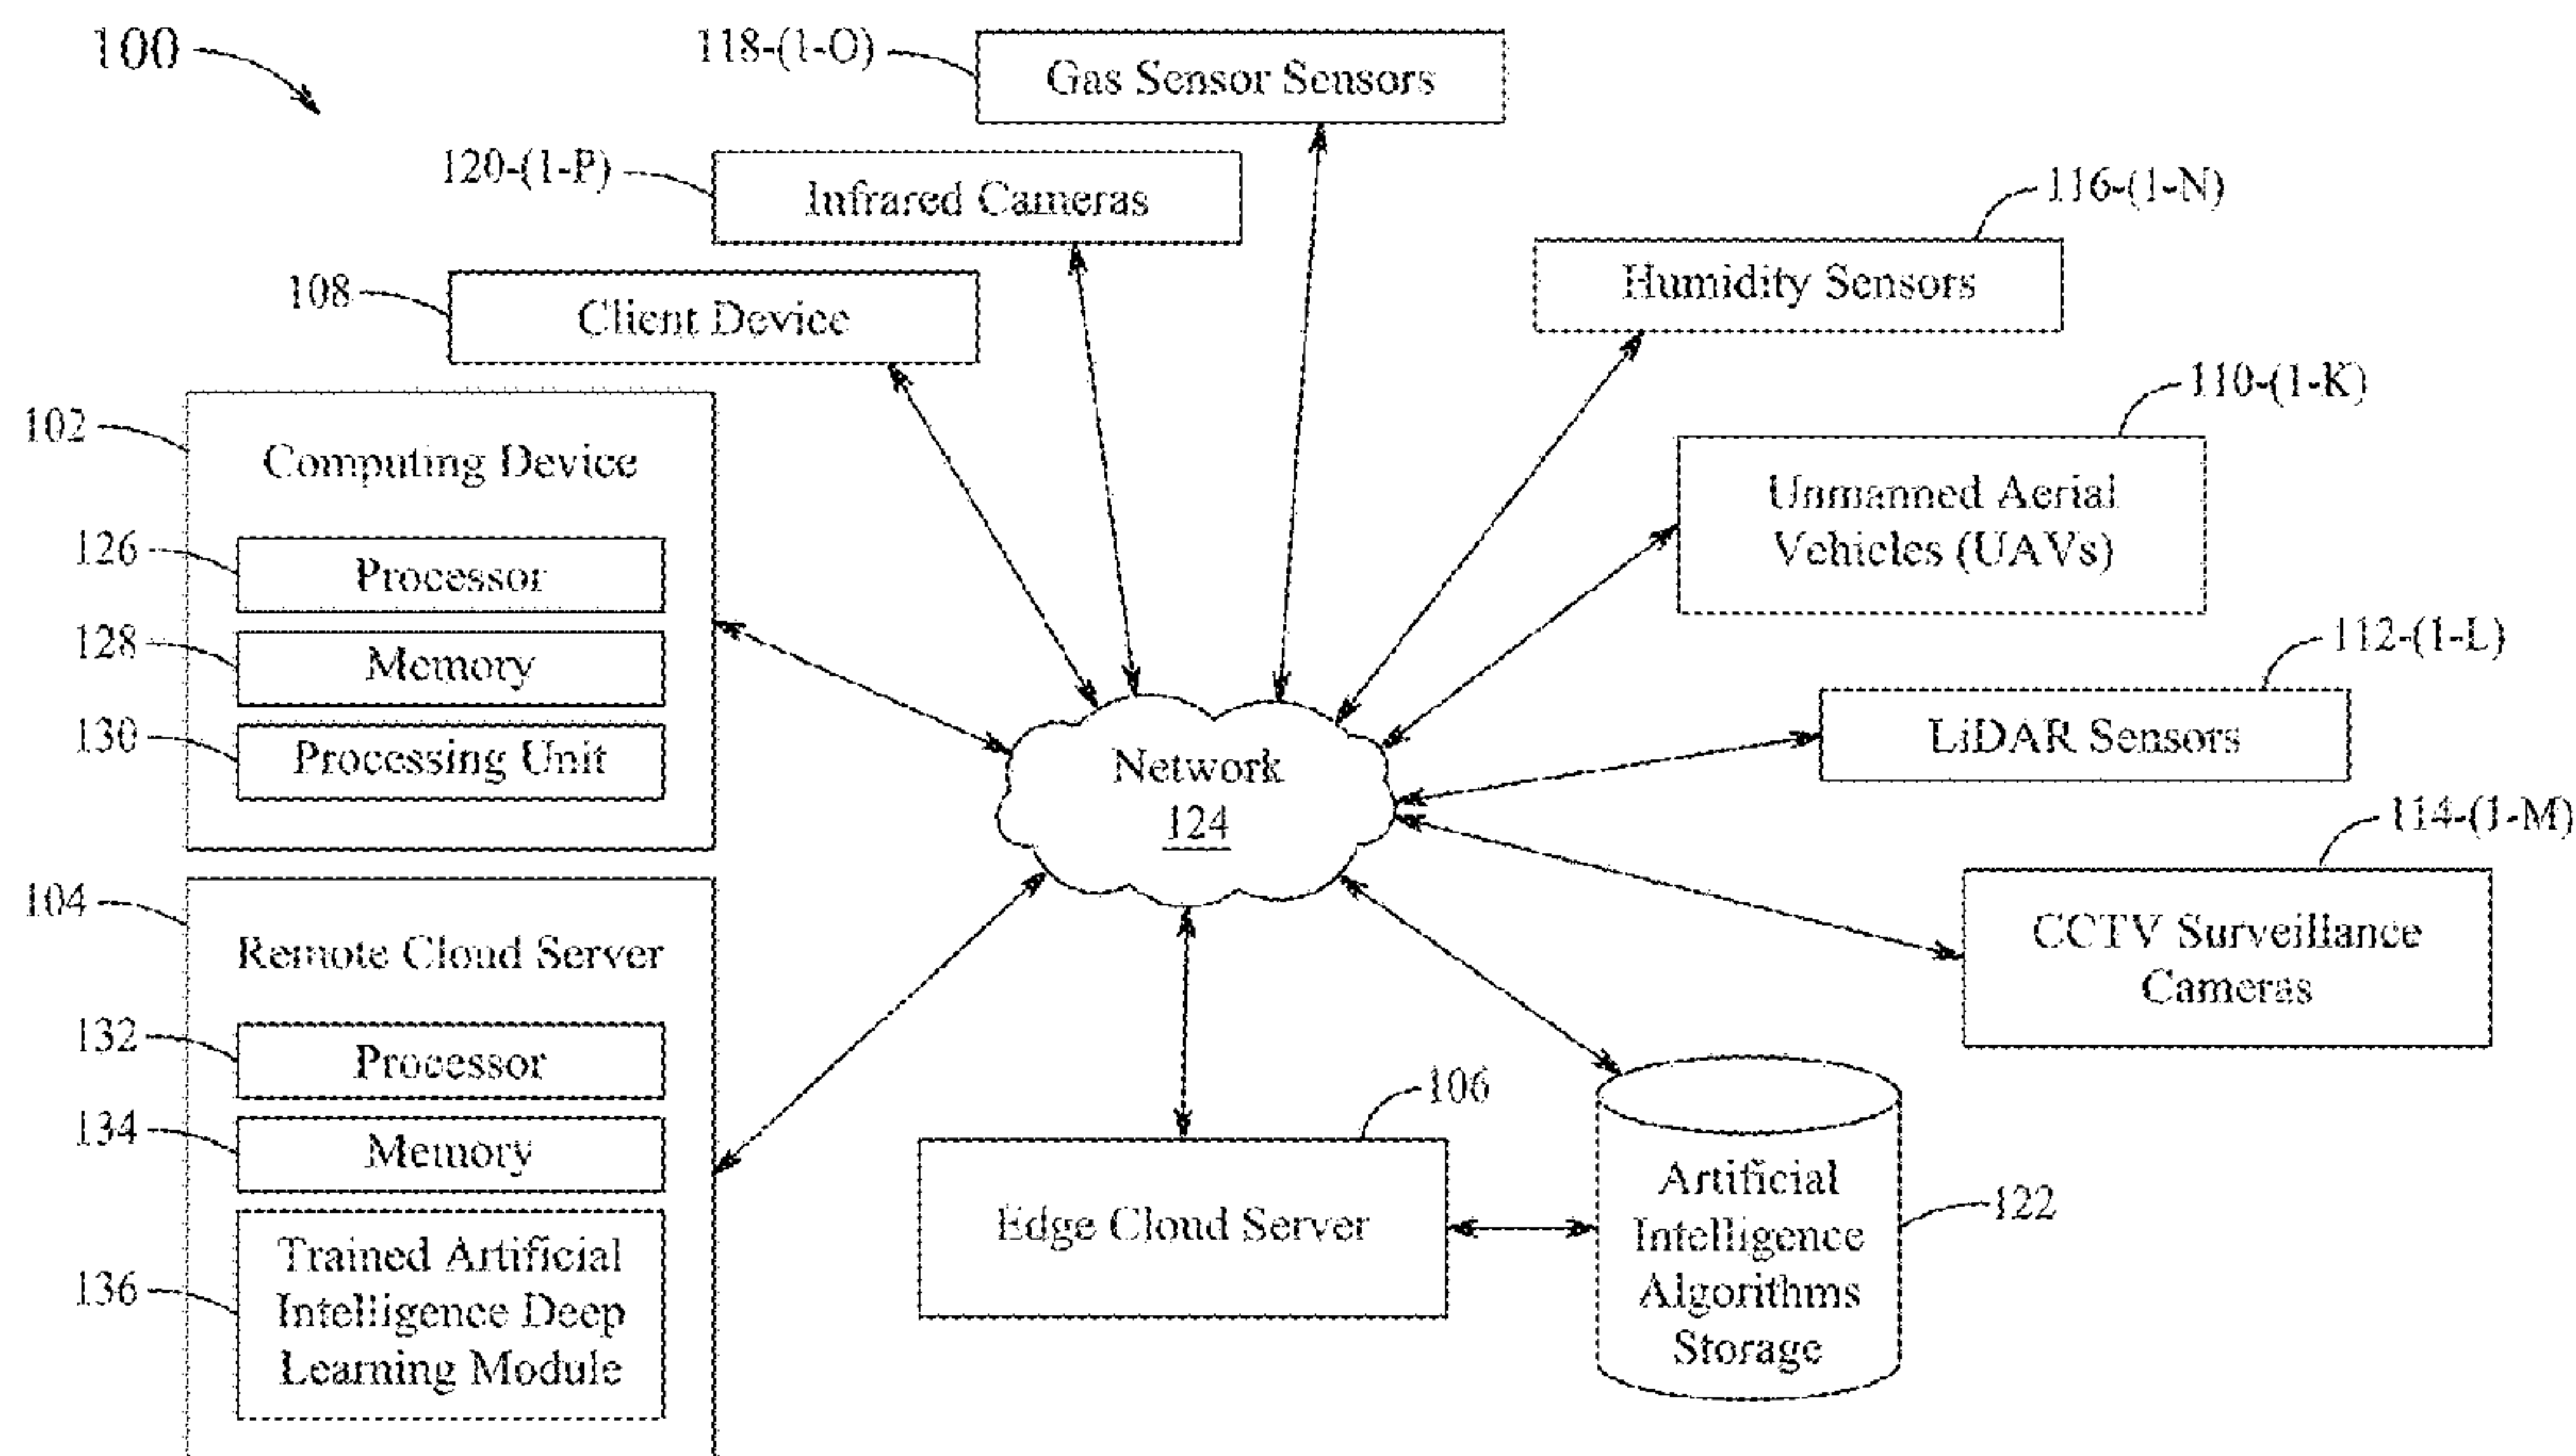 100
118-(1-O)
Gas Sensor Sensors
120-(1-P)
Infrared Cameras
116-(1-N)
Humidity Sensors
108
Client Device
110-(1-K)
Unmanned Aerial
Vehicles (UAVs)
102
Computing Device
126
Processor
128
Memory
130
Processing Unit
112-(1-L)
LiDAR Sensors
Network
124
114-(1-M)
CCTV Surveillance
Cameras
104
Remote Cloud Server
132
Processor
134
Memory
136
Trained Artificial
Intelligence Deep
Learning Module
106
Edge Cloud Server
122
Artificial
Intelligence
Algorithms
Storage